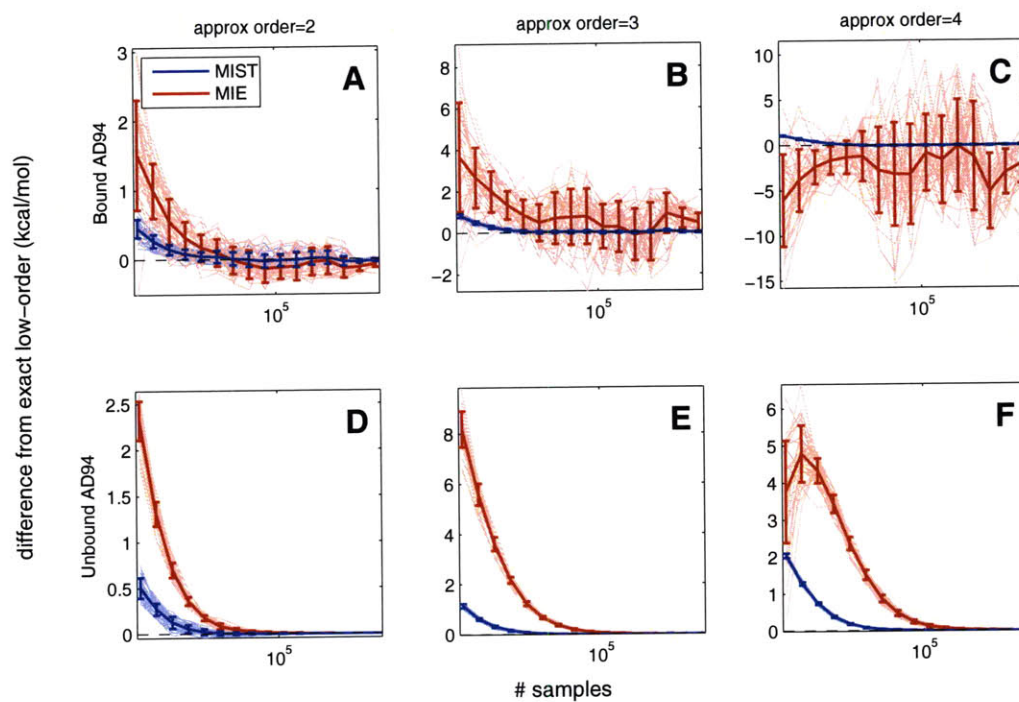 approx order=2
approx order=3
approx order=4
difference from exact low−order (kcal/mol)
Bound AD94
3
2
1
0
MIST
MIE
A
10^5
8
6
4
2
0
−2
B
10^5
10
5
0
−5
−10
−15
C
10^5
Unbound AD94
2.5
2
1.5
1
0.5
0
D
10^5
8
6
4
2
0
E
10^5
6
5
4
3
2
1
0
F
10^5
# samples